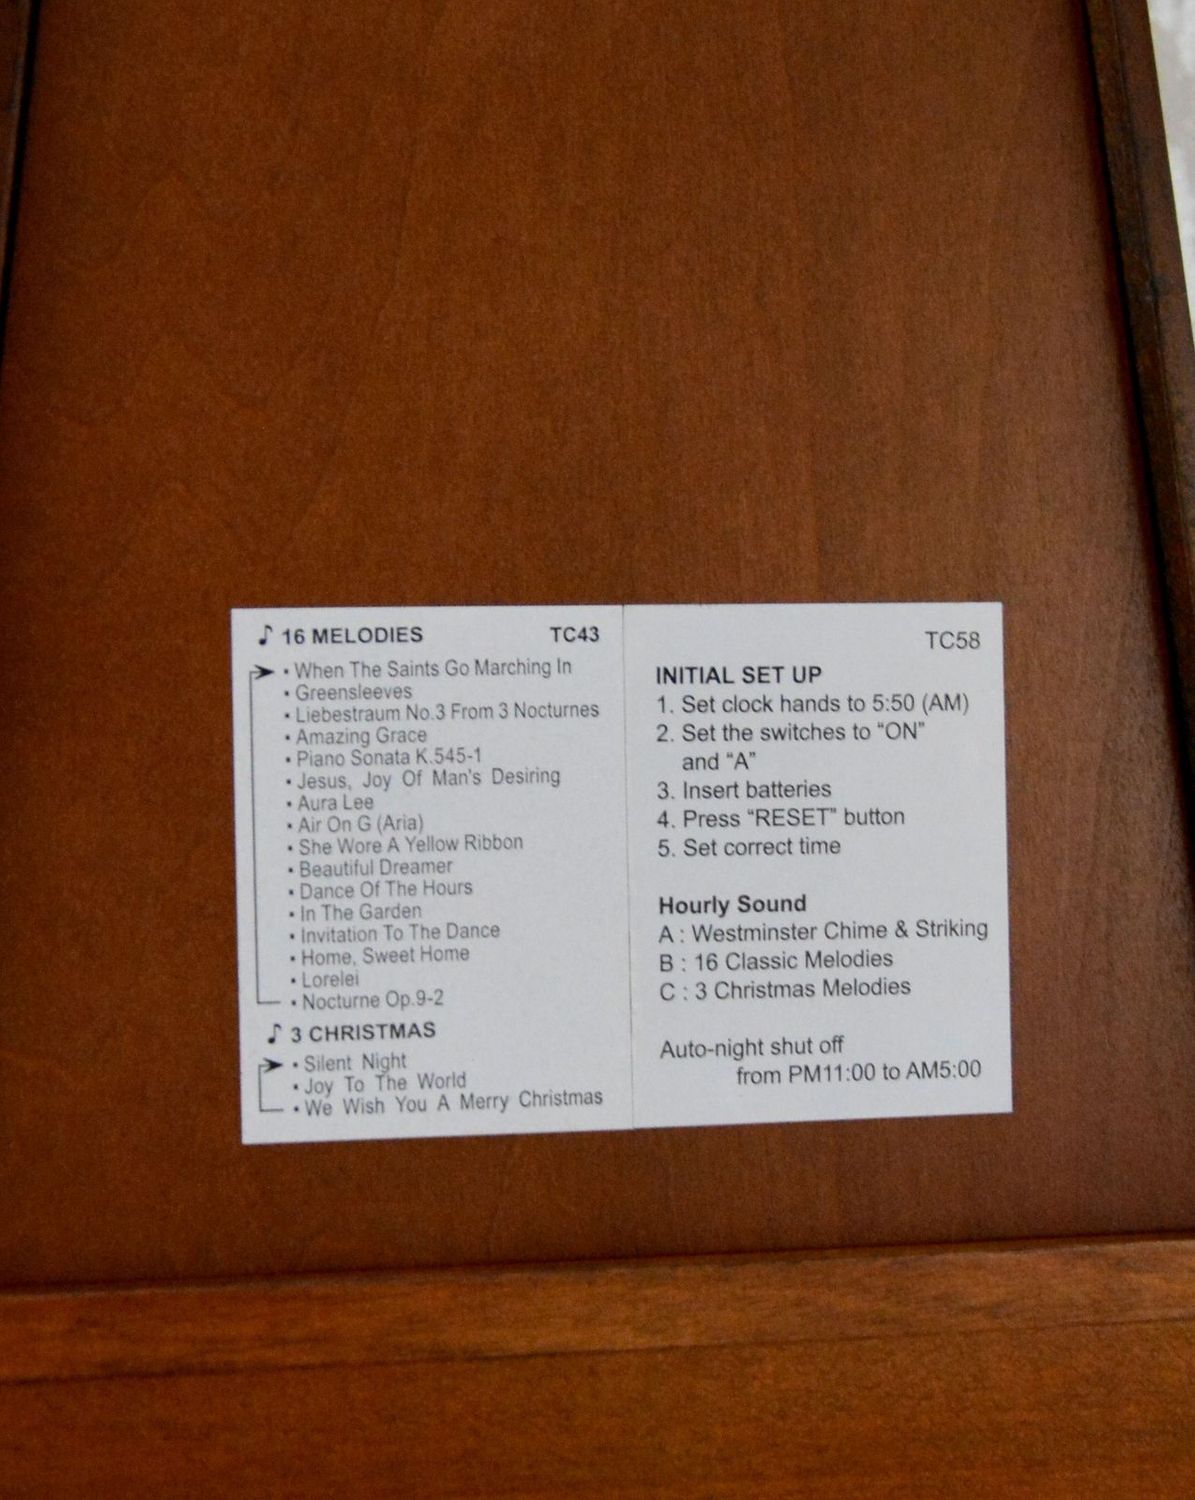 ♪ 16 MELODIES TC43
• When The Saints Go Marching In
• Greensleeves
• Liebestraum No.3 From 3 Nocturnes
• Amazing Grace
• Piano Sonata K.545-1
• Jesus, Joy Of Man's Desiring
• Aura Lee
• Air On G (Aria)
• She Wore A Yellow Ribbon
• Beautiful Dreamer
• Dance Of The Hours
• In The Garden
• Invitation To The Dance
• Home, Sweet Home
• Lorelei
• Nocturne Op.9-2
♪ 3 CHRISTMAS
• Silent Night
• Joy To The World
• We Wish You A Merry Christmas
TC58
INITIAL SET UP
1. Set clock hands to 5:50 (AM)
2. Set the switches to “ON”
and “A”
3. Insert batteries
4. Press “RESET” button
5. Set correct time
Hourly Sound
A : Westminster Chime & Striking
B : 16 Classic Melodies
C : 3 Christmas Melodies
Auto-night shut off
from PM11:00 to AM5:00